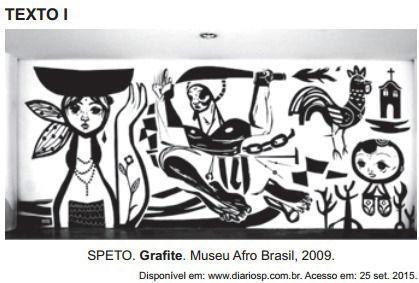 TEXTO I
SPETO. Grafite. Museu Afro Brasil, 2009.
Disponível em: www.diariosp.com.br. Acesso em: 25 set. 2015.